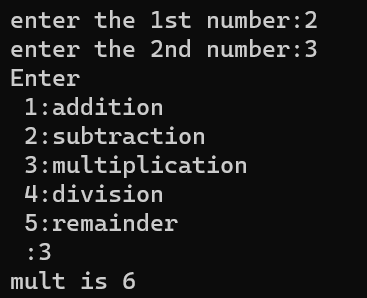 enter the 1st number:2
enter the 2nd number:3
Enter
 1:addition
 2:subtraction
 3:multiplication
 4:division
 5:remainder
 :3
mult is 6